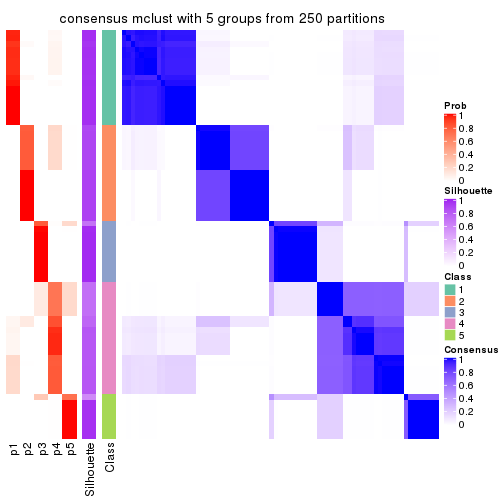 consensus mclust with 5 groups from 250 partitions
Prob
1
0.8
0.6
0.4
0.2
0
Silhouette
1
0.8
0.6
0.4
0.2
0
Class
1
2
3
4
5
Consensus
1
0.8
0.6
0.4
0.2
0
p1
p2
p3
p4
p5
Silhouette
Class